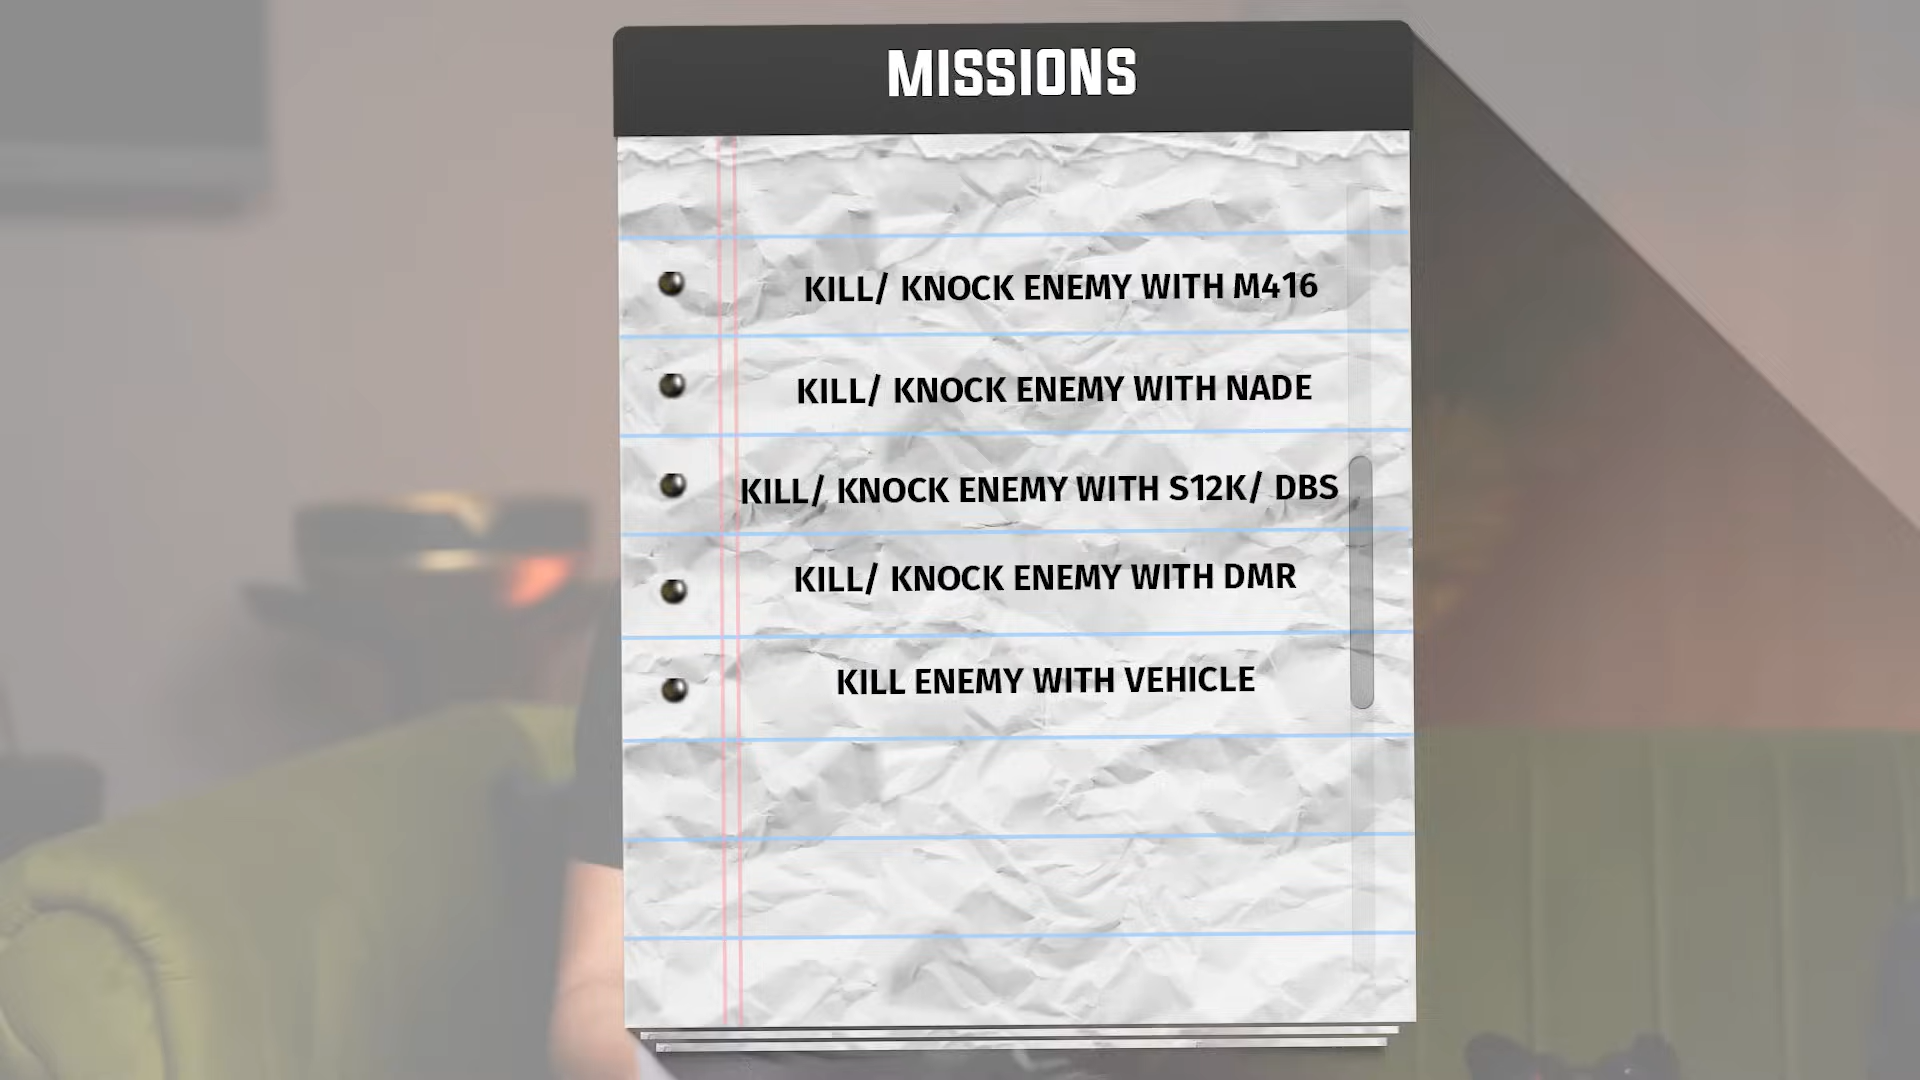 MISSIONS
KILL/ KNOCK ENEMY WITH M416
KILL/ KNOCK ENEMY WITH NADE
KILL/ KNOCK ENEMY WITH S12K/ DBS
KILL/ KNOCK ENEMY WITH DMR
KILL ENEMY WITH VEHICLE